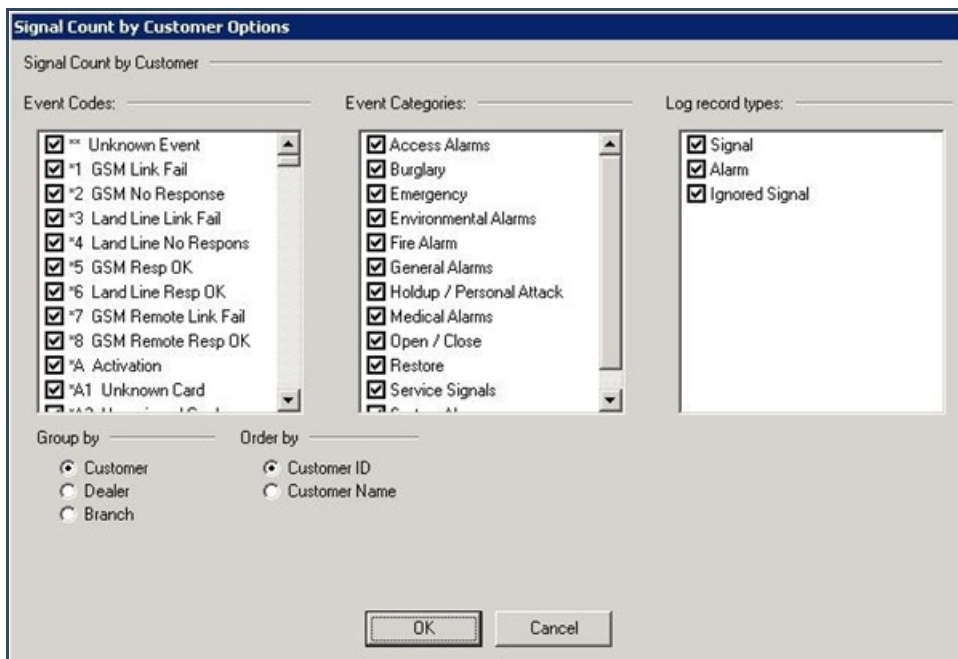 Signal Count by Customer Options
Signal Count by Customer
Event Codes:
** Unknown Event
*1 GSM Link Fail
*2 GSM No Response
*3 Land Line Link Fail
*4 Land Line No Respons
*5 GSM Resp OK
*6 Land Line Resp OK
*7 GSM Remote Link Fail
*8 GSM Remote Resp OK
*A Activation
*A1 Unknown Card
Event Categories:
Access Alarms
Burglary
Emergency
Environmental Alarms
Fire Alarm
General Alarms
Holdup / Personal Attack
Medical Alarms
Open / Close
Restore
Service Signals
Log record types:
Signal
Alarm
Ignored Signal
Group by
Customer
Dealer
Branch
Order by
Customer ID
Customer Name
OK
Cancel